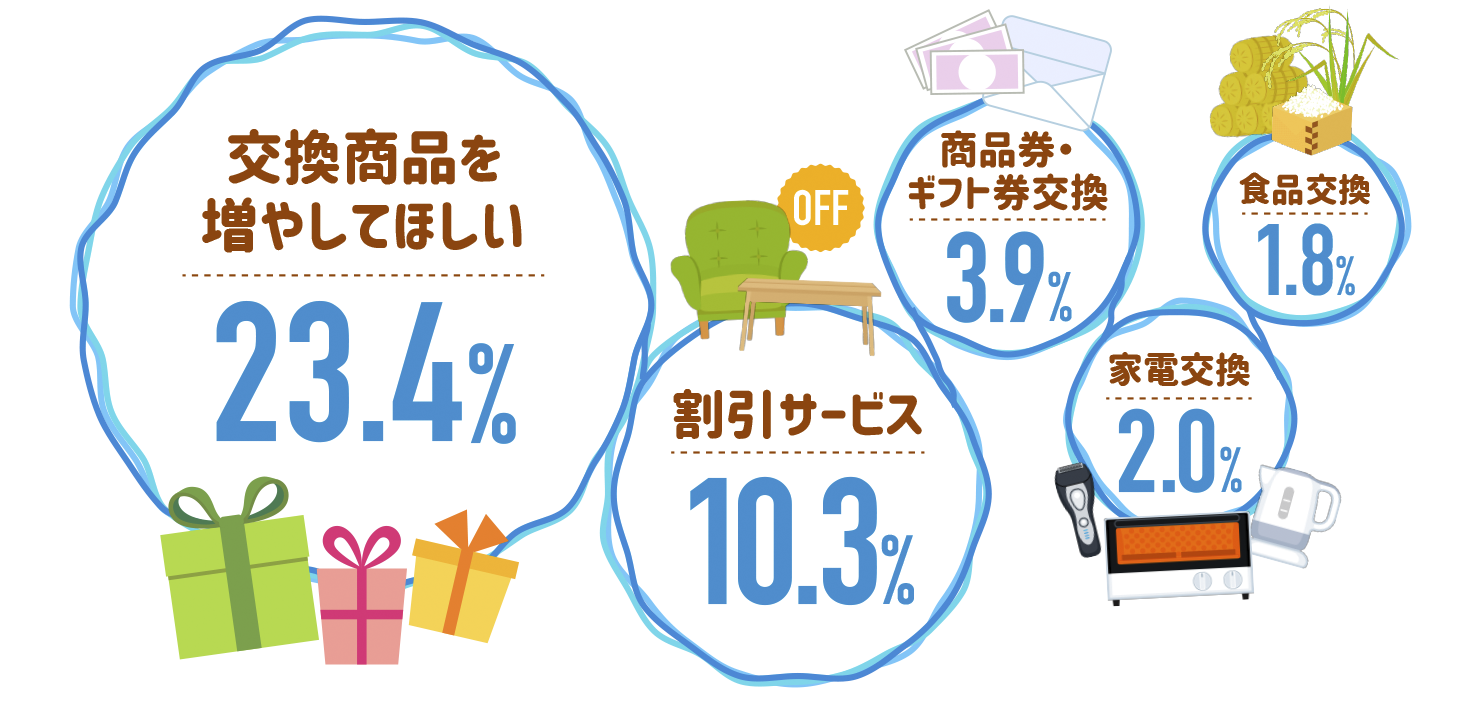 交換商品を
増やしてほしい
23.4%
OFF
割引サービス
10.3%
商品券・
ギフト券交換
3.9%
家電交換
2.0%
食品交換
1.8%